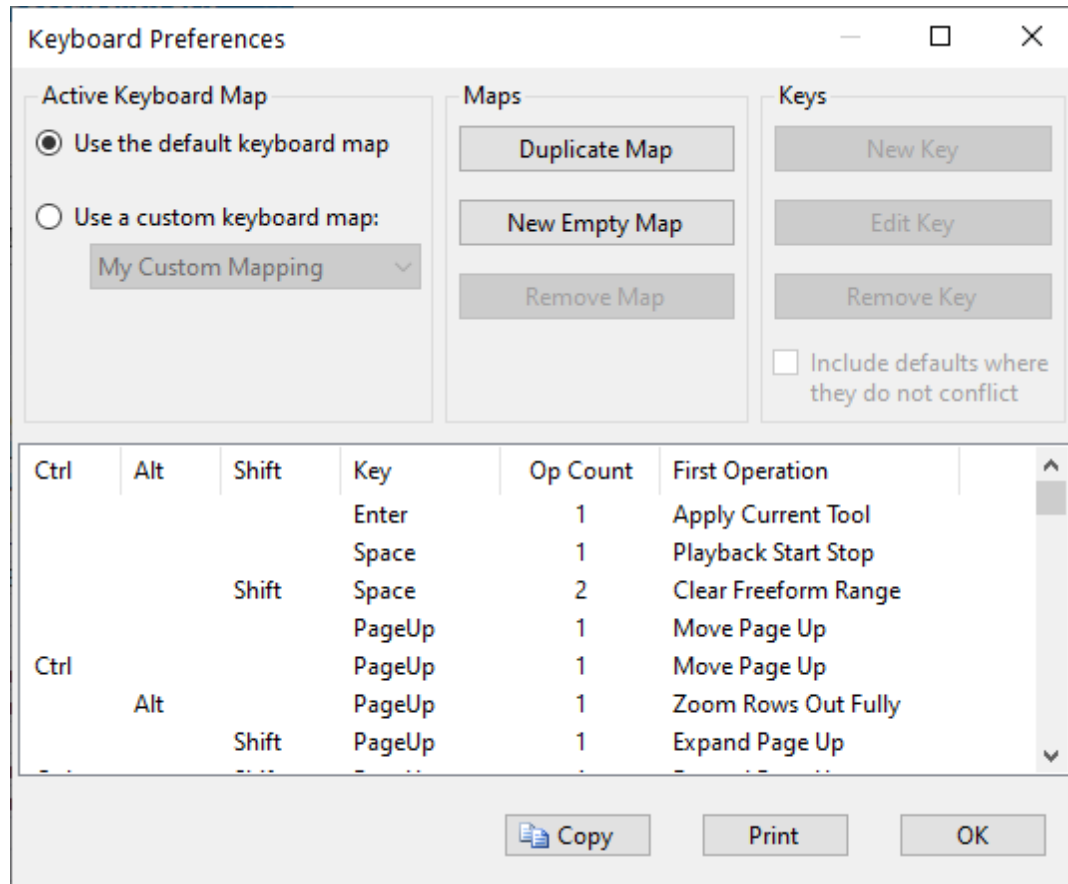 Keyboard Preferences
Active Keyboard Map
Use the default keyboard map
Use a custom keyboard map:
My Custom Mapping
Maps
Duplicate Map
New Empty Map
Remove Map
Keys
New Key
Edit Key
Remove Key
Include defaults where
they do not conflict
Ctrl Alt Shift Key Op Count First Operation
Enter 1 Apply Current Tool
Space 1 Playback Start Stop
Shift Space 2 Clear Freeform Range
PageUp 1 Move Page Up
Ctrl PageUp 1 Move Page Up
Alt PageUp 1 Zoom Rows Out Fully
Shift PageUp 1 Expand Page Up
Copy Print OK